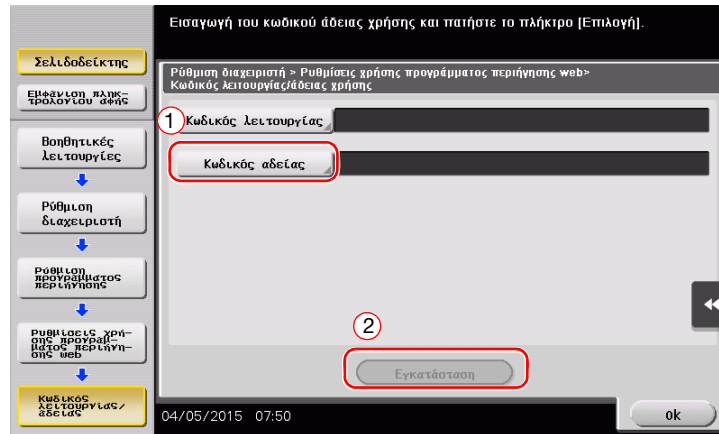 Εισαγωγή του κωδικού άδειας χρήσης και πατήστε το πλήκτρο [Επιλογή].
Σελιδοδείκτης
Εμφάνιση πληκ-
τρολογίου αφής
Ρύθμιση διαχειριστή > Ρυθμίσεις χρήσης προγράμματος περιήγησης web>
Κωδικός λειτουργίας/άδειας χρήσης
1
Κωδικός λειτουργίας
Κωδικός αδείας
Βοηθητικές
λειτουργίες
Ρύθμιση
διαχειριστή
Ρύθμιση
προγράμματος
περιήγησης
Ρυθμίσεις χρή-
σης προγράμ-
ματος περιήγη-
σης web
Κωδικός
λειτουργίας/
άδειας
2
Εγκατάσταση
04/05/2015 07:50
Οk